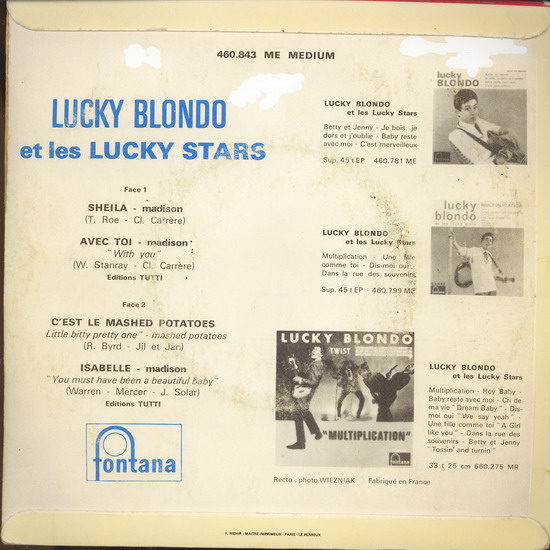 460.843 ME MEDIUM
LUCKY BLONDO
et les LUCKY STARS
Face 1
SHEILA - madison
(T. Roe - Cl. Carrère)
AVEC TOI - madison
"With you"
(W. Stanray - Cl. Carrère)
Editions TUTTI
Face 2
C'EST LE MASHED POTATOES
Little bitty pretty one" - mashed potatoes
(R. Byrd - Jil et Jan)
ISABELLE - madison
"You must have been a beautiful baby"
(Warren - Mercer - J. Solar)
Editions TUTTI
fontana
LUCKY BLONDO
et les Lucky Stars
Betty et Jenny - Je bois, je
dors et j'oublie - Baby reste
avec moi - C'est merveilleux
Sup. 45 t EP 460.781 ME
lucky
BLONDO
LUCKY BLONDO
et les Lucky Stars
Multiplication - Une fille
comme toi - Dis-moi oui
Dans la rue des souvenirs
Sup. 45 t EP 460.799 ME
lucky
blondo
MULTIPLICATION
LUCKY BLONDO
TWIST
"MULTIPLICATION"
fontana
LUCKY BLONDO
et les Lucky Stars
Multiplication - Hey Baby -
Baby reste avec moi - Cri de
ma vie "Dream Baby" - Dis-
moi oui "We say yeah" -
Une fille comme toi "A Girl
like you" - Dans la rue des
souvenirs - Betty et Jenny
"Tossin' and turnin"
33 t 25 cm 660.275 MR
Recto : photo WIEZNIAK Fabriqué en France
F. BICHER - MAITRE-IMPRIMEUR - PARIS - LE PERREUX